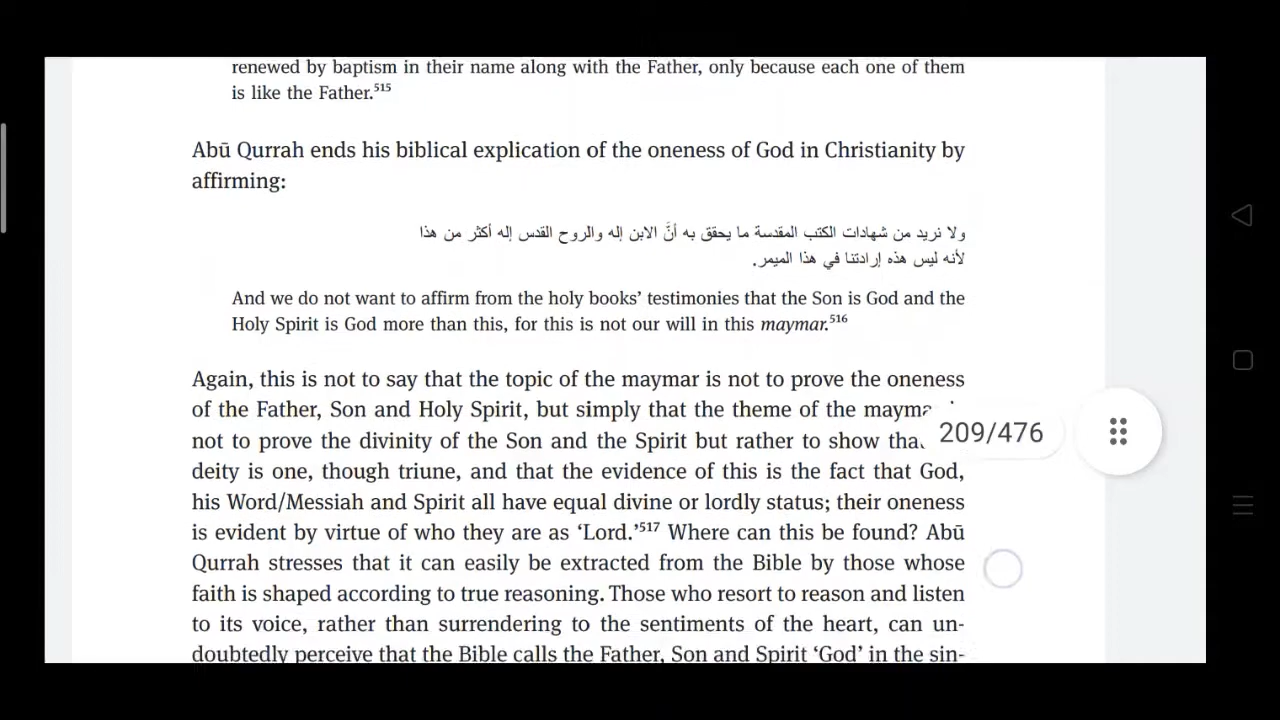 renewed by baptism in their name along with the Father, only because each one of them
is like the Father.515
Abū Qurrah ends his biblical explication of the oneness of God in Christianity by
affirming:
ولا نريد من شهادات الكتب المقدسة ما يحقق به أنَّ الابن إله والروح القدس إله أكثر من هذا
لأنه ليس هذه إرادتنا في هذا الميمر.
And we do not want to affirm from the holy books’ testimonies that the Son is God and the
Holy Spirit is God more than this, for this is not our will in this maymar.516
Again, this is not to say that the topic of the maymar is not to prove the oneness
of the Father, Son and Holy Spirit, but simply that the theme of the
not to prove the divinity of the Son and the Spirit but rather to show
deity is one, though triune, and that the evidence of this is the fact that God,
his Word/Messiah and Spirit all have equal divine or lordly status; their oneness
is evident by virtue of who they are as ‘Lord.’517 Where can this be found? Abū
Qurrah stresses that it can easily be extracted from the Bible by those whose
faith is shaped according to true reasoning. Those who resort to reason and listen
to its voice, rather than surrendering to the sentiments of the heart, can un-
doubtedly perceive that the Bible calls the Father, Son and Spirit ‘God’ in the sin-
209/476